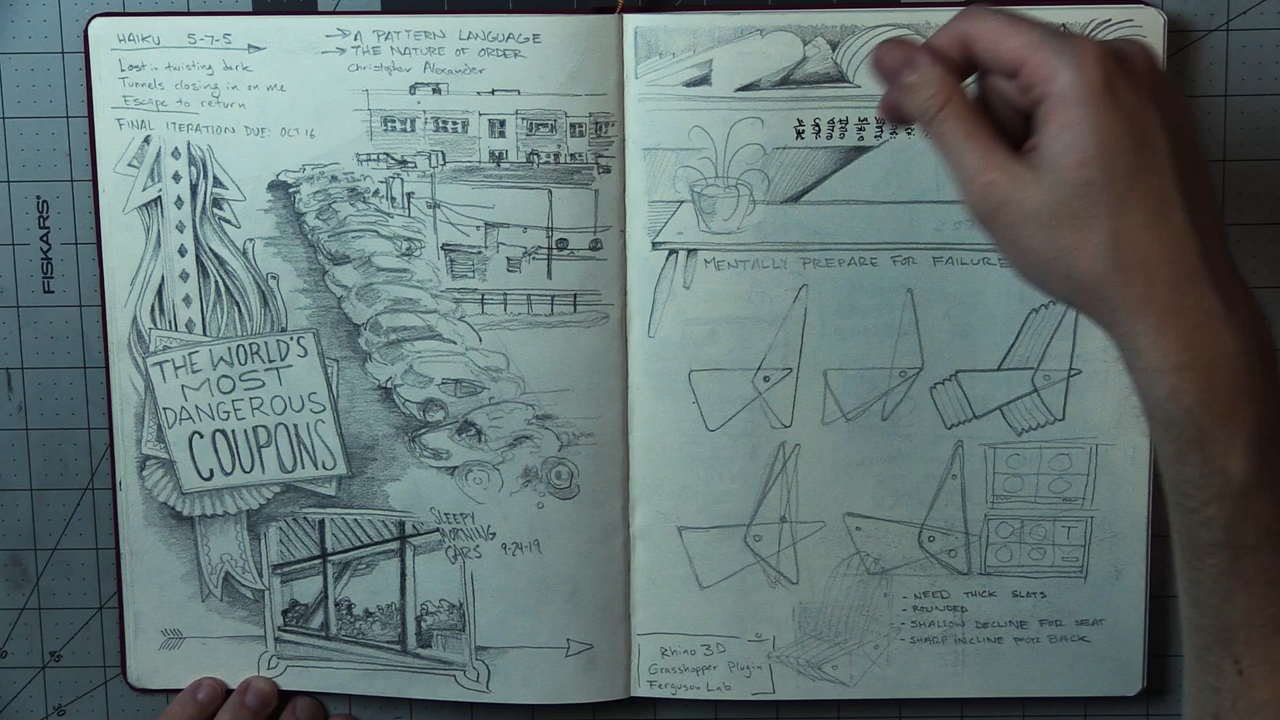 HAIKU 5-7-5
Lost in twisting dark
Tunnels closing in on me
Escape to return
FINAL ITERATION DUE: OCT 16
A PATTERN LANGUAGE
THE NATURE OF ORDER
Christopher Alexander
FISKARS
THE WORLD'S
MOST
DANGEROUS
COUPONS
SLEEPY
MORNING
CARS 9-24-19
MENTALLY PREPARE FOR FAILURE
- NEED THICK SLATS
- ROUNDED
- SHALLOW DECLINE FOR SEAT
- SHARP INCLINE FOR BACK
Rhino 3D
Grasshopper Plugin
Ferguson Lab